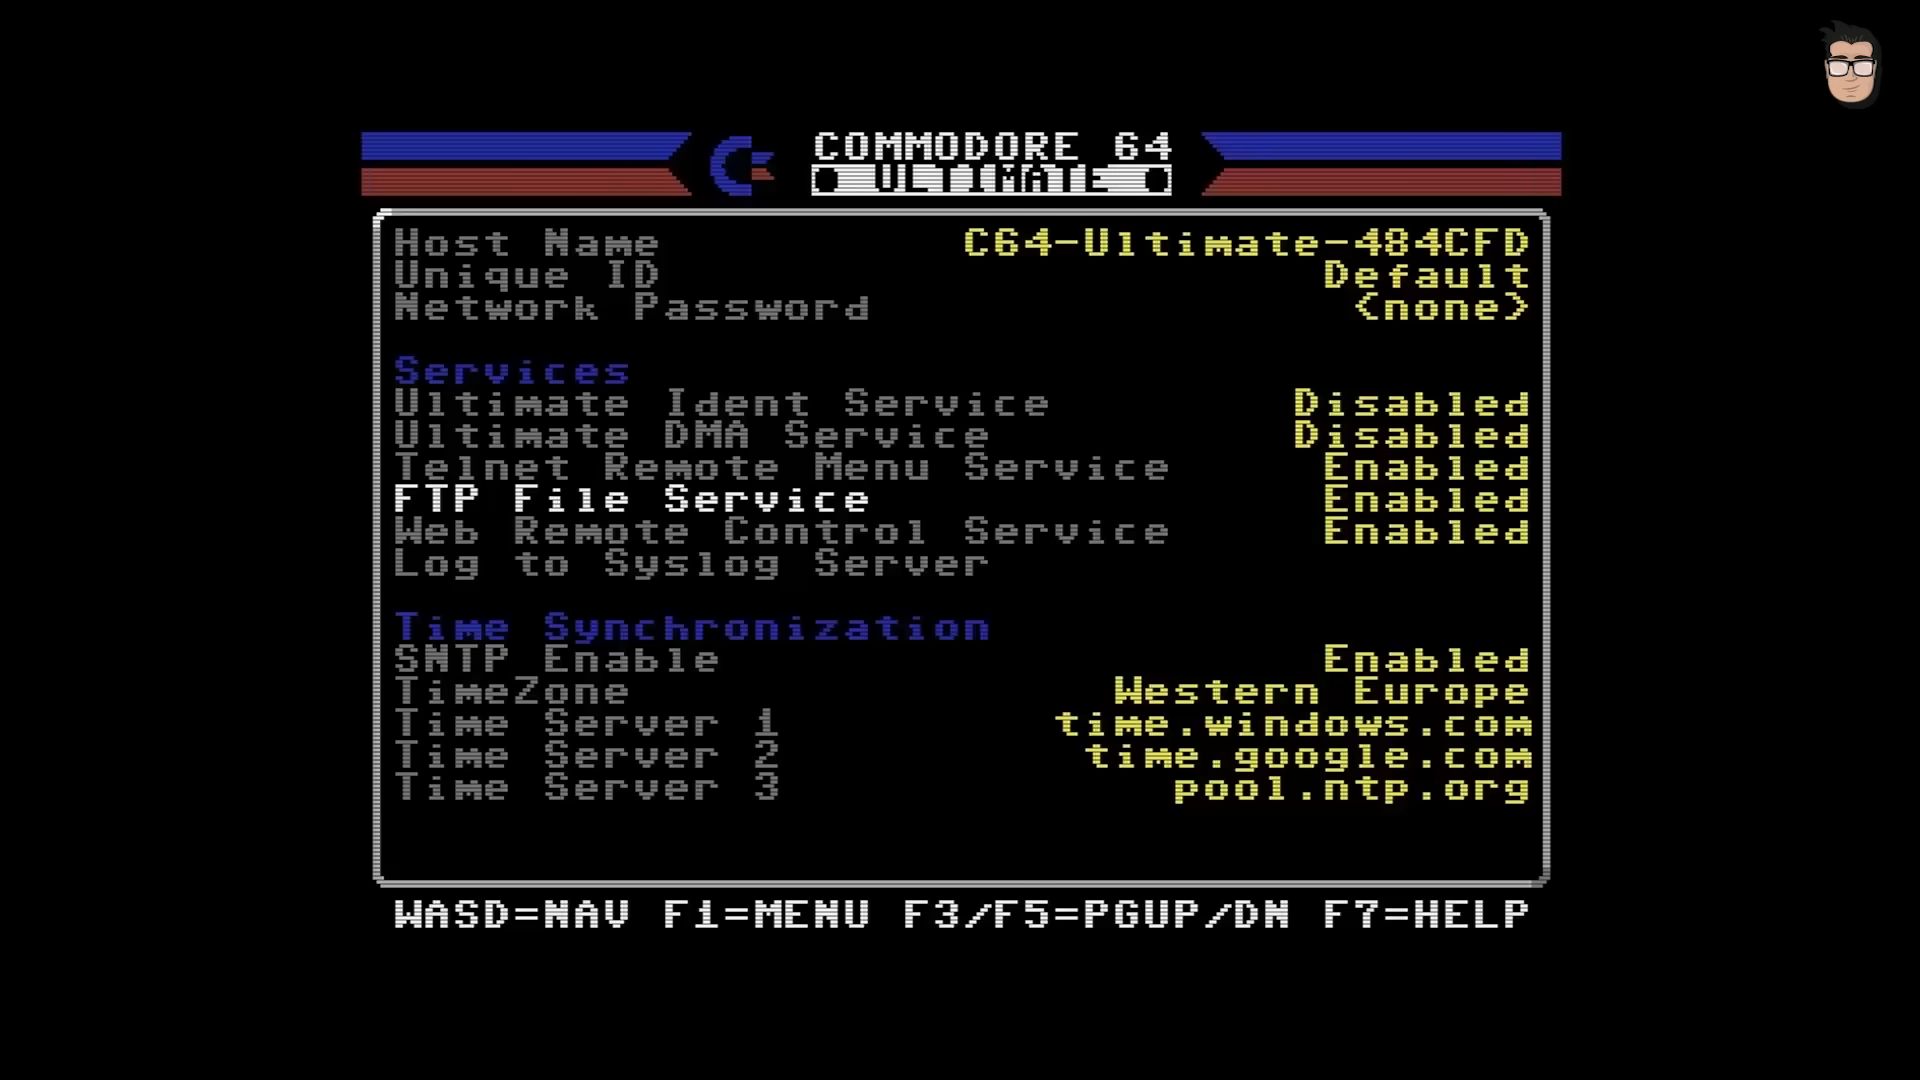 COMMODORE 64
ULTIMATE
Host Name C64-Ultimate-484CFD
Unique ID Default
Network Password <none>
Services
Ultimate Ident Service Disabled
Ultimate DMA Service Disabled
Telnet Remote Menu Service Enabled
FTP File Service Enabled
Web Remote Control Service Enabled
Log to Syslog Server
Time Synchronization
SNTP Enable Enabled
TimeZone Western Europe
Time Server 1 time.windows.com
Time Server 2 time.google.com
Time Server 3 pool.ntp.org
WASD=NAV F1=MENU F3/F5=PGUP/DN F7=HELP